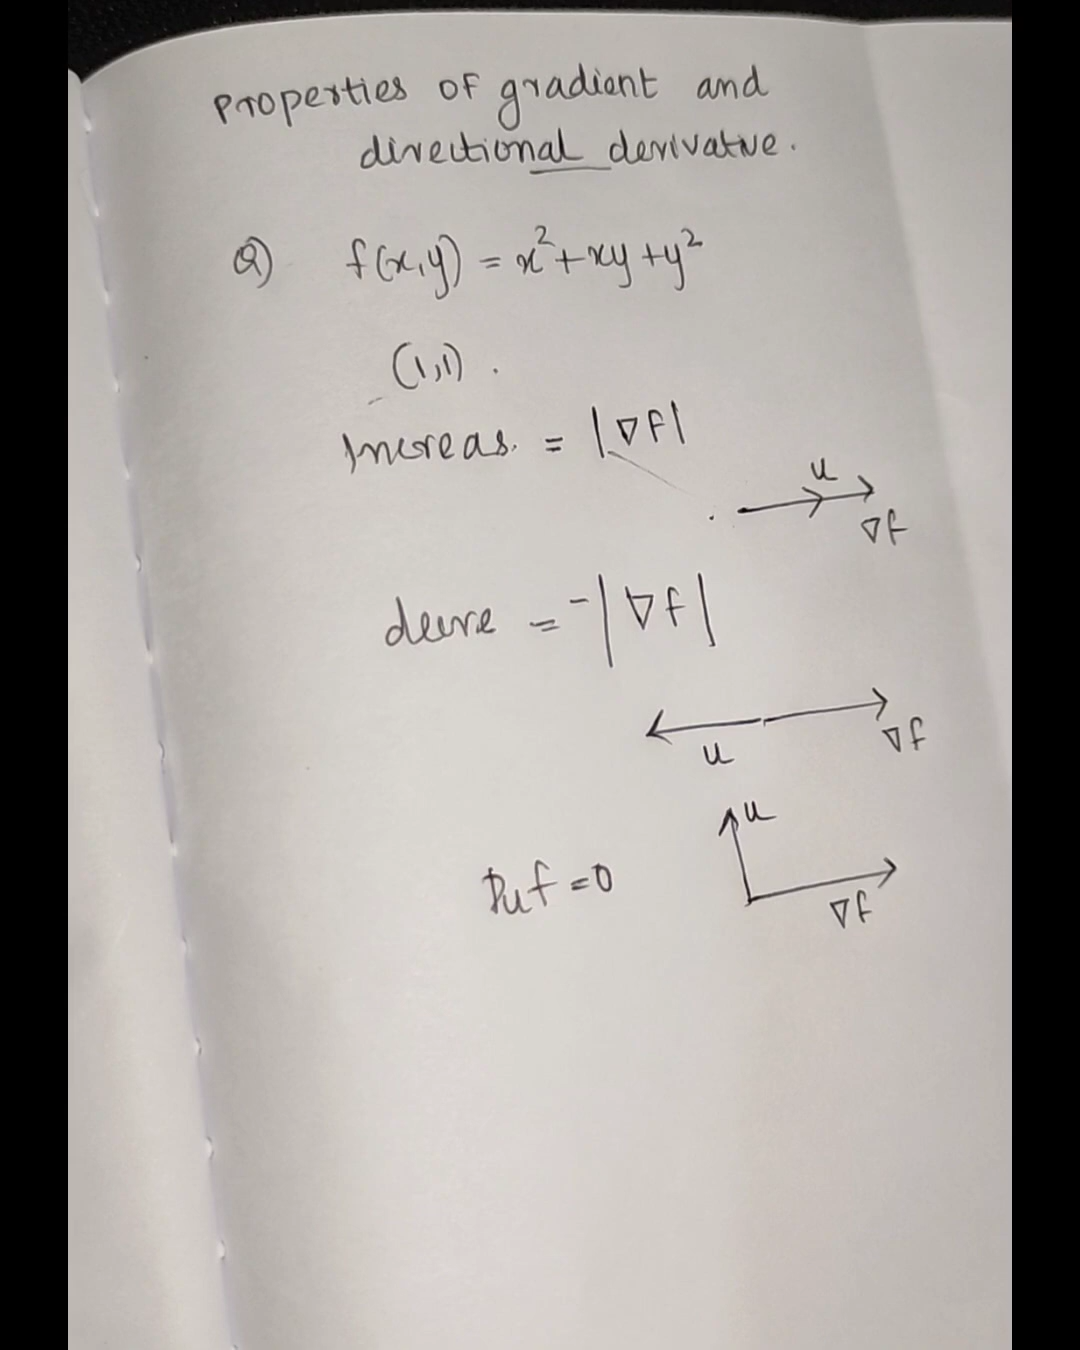 Properties of gradient and
directional derivative.
Q) f(x,y) = x²+xy+y²
(1,1).
Increas. = |∇f|
u
∇f
decre = -|∇f|
u
∇f
u
Duf=0
∇f